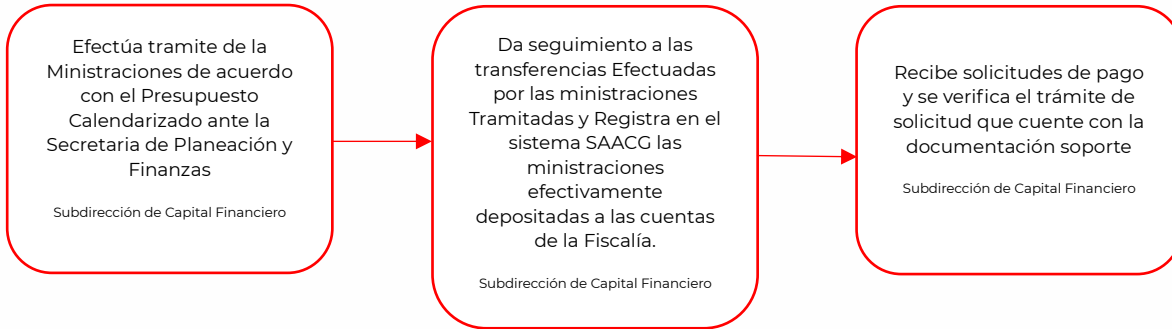 Efectúa tramite de la
Ministraciones de acuerdo
con el Presupuesto
Calendarizado ante la
Secretaria de Planeación y
Finanzas
Subdirección de Capital Financiero
Da seguimiento a las
transferencias Efectuadas
por las ministraciones
Tramitadas y Registra en el
sistema SAACG las
ministraciones
efectivamente
depositadas a las cuentas
de la Fiscalía.
Subdirección de Capital Financiero
Recibe solicitudes de pago
y se verifica el trámite de
solicitud que cuente con la
documentación soporte
Subdirección de Capital Financiero